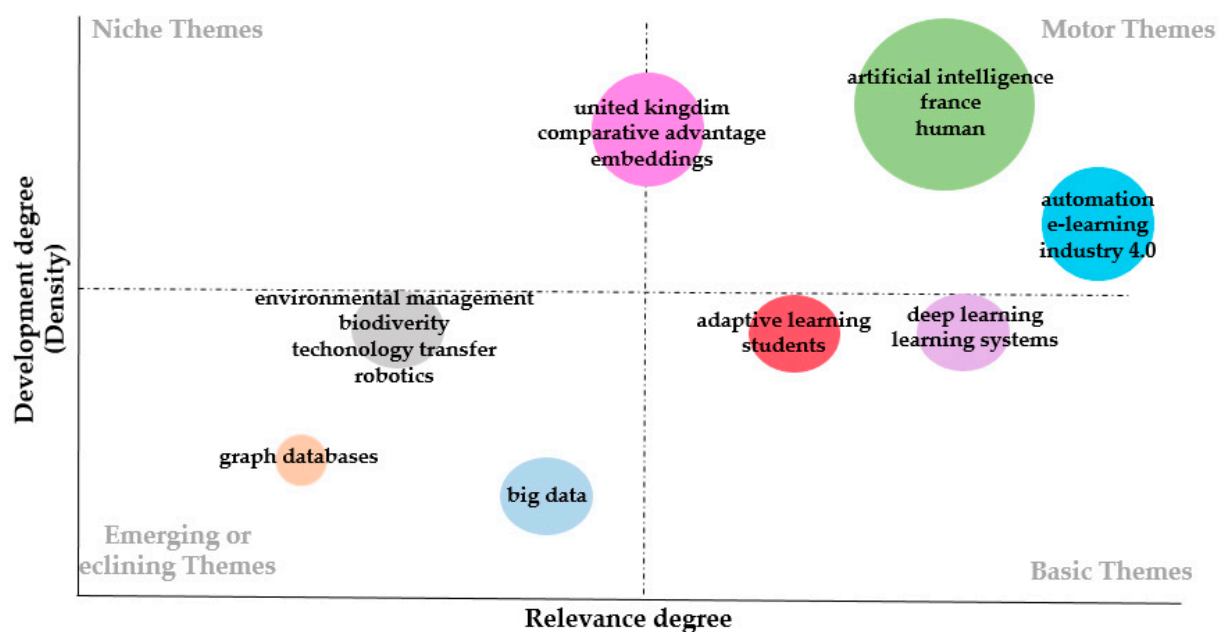 Niche Themes
Motor Themes
artificial intelligence
france
human
united kingdim
comparative advantage
embeddings
automation
e-learning
industry 4.0
Development degree
(Density)
environmental management
biodiverity
techonology transfer
robotics
adaptive learning
students
deep learning
learning systems
graph databases
big data
Emerging or
eclining Themes
Basic Themes
Relevance degree